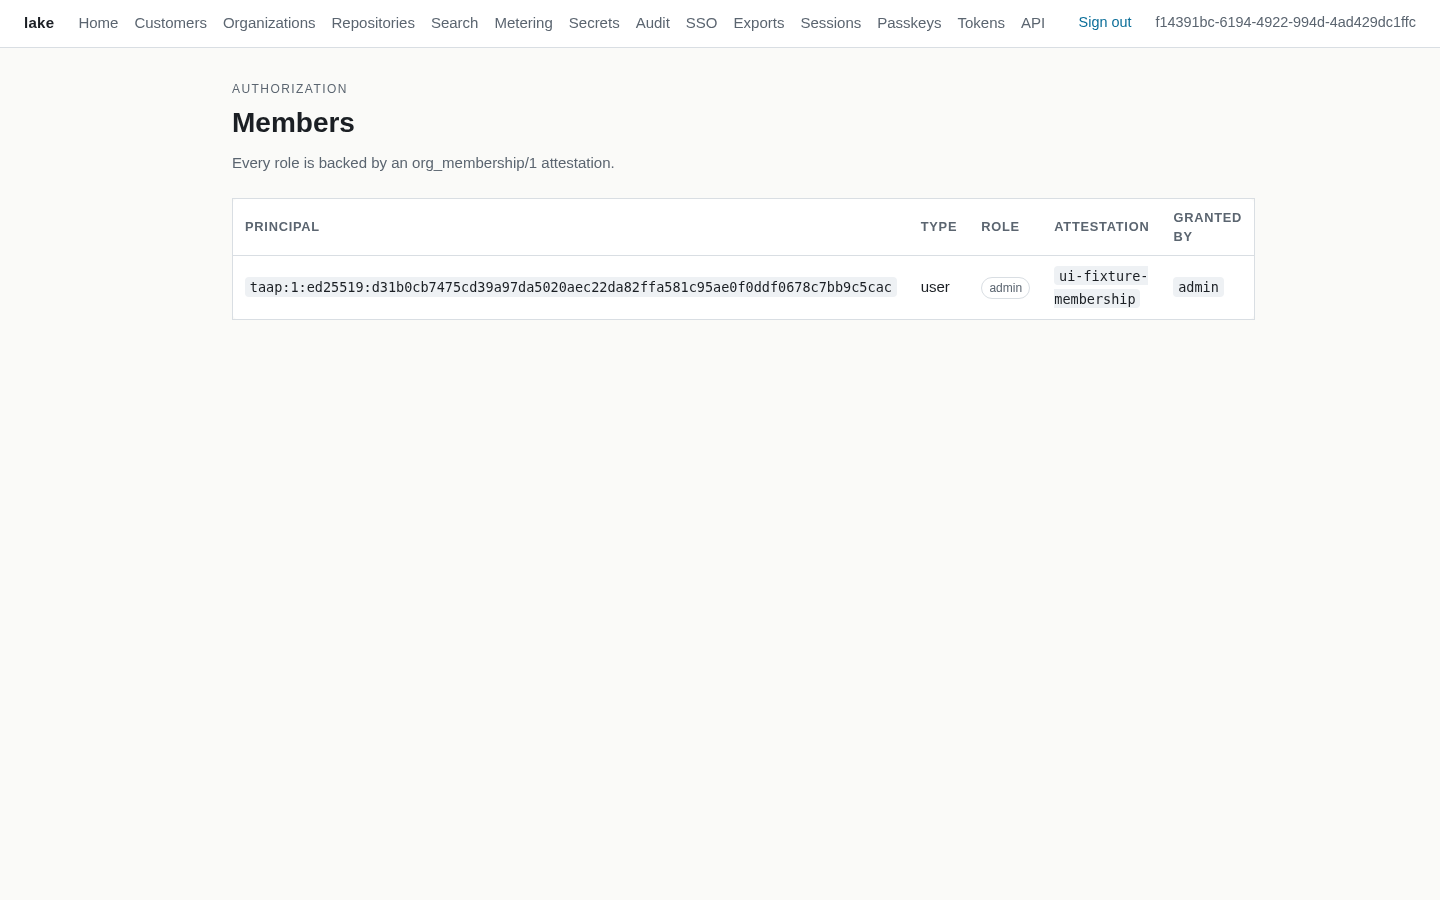 lake Home Customers Organizations Repositories Search Metering Secrets Audit SSO Exports Sessions Passkeys Tokens API Sign out f14391bc-6194-4922-994d-4ad429dc1ffc
AUTHORIZATION
Members
Every role is backed by an org_membership/1 attestation.
PRINCIPAL TYPE ROLE ATTESTATION GRANTED BY
taap:1:ed25519:d31b0cb7475cd39a97da5020aec22da82ffa581c95ae0f0ddf0678c7bb9c5cac user admin ui-fixture-membership admin